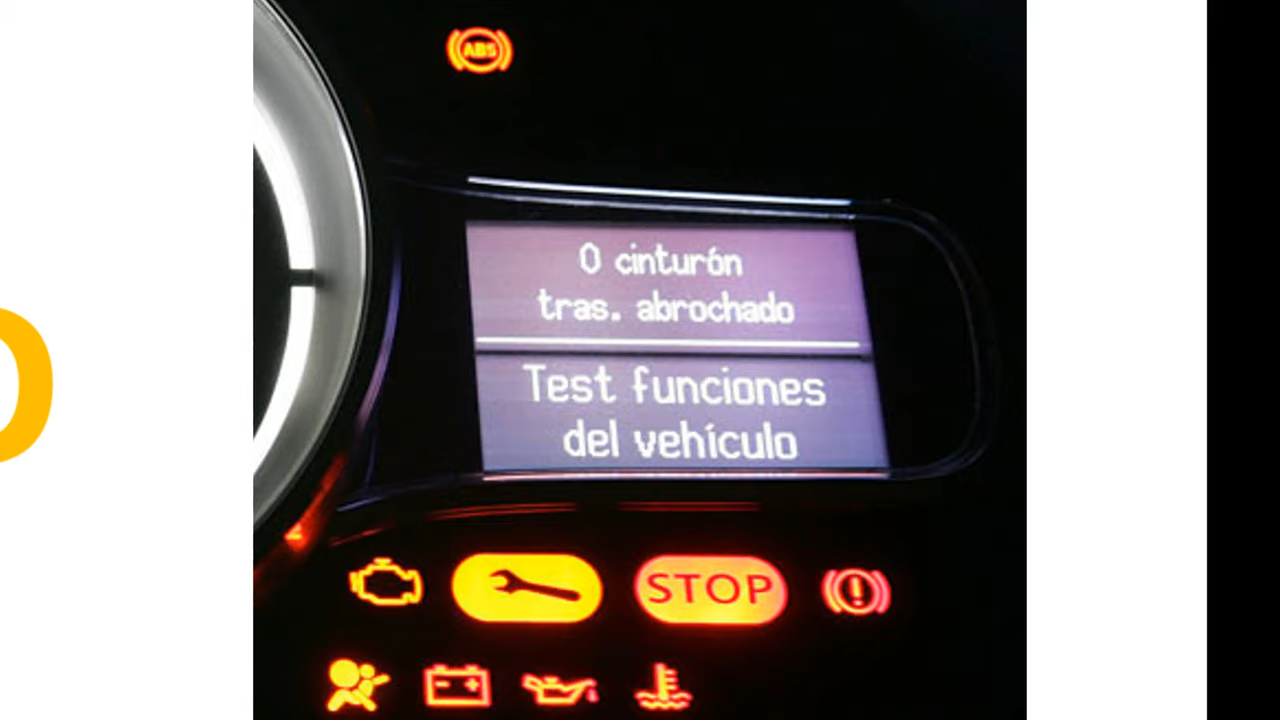 ABS
0 cinturón
tras. abrochado
Test funciones
del vehículo
STOP